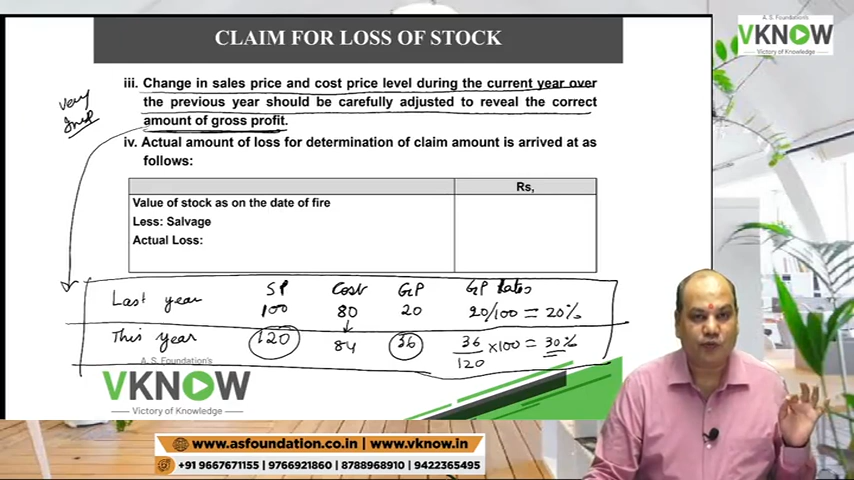 CLAIM FOR LOSS OF STOCK
A. S. Foundation's
VKNOW
Victory of Knowledge
iii. Change in sales price and cost price level during the current year over
the previous year should be carefully adjusted to reveal the correct
amount of gross profit.
very
Imp
iv. Actual amount of loss for determination of claim amount is arrived at as
follows:
Rs,
Value of stock as on the date of fire
Less: Salvage
Actual Loss:
SP Cost GP GP Rates
Last year 100 80 20 20/100 = 20%
This year 120 84 36 36/120 ×100 = 30%
A. S. Foundation's
VKNOW
Victory of Knowledge
www.asfoundation.co.in | www.vknow.in
+91 9667671155 | 9766921860 | 8788968910 | 9422365495